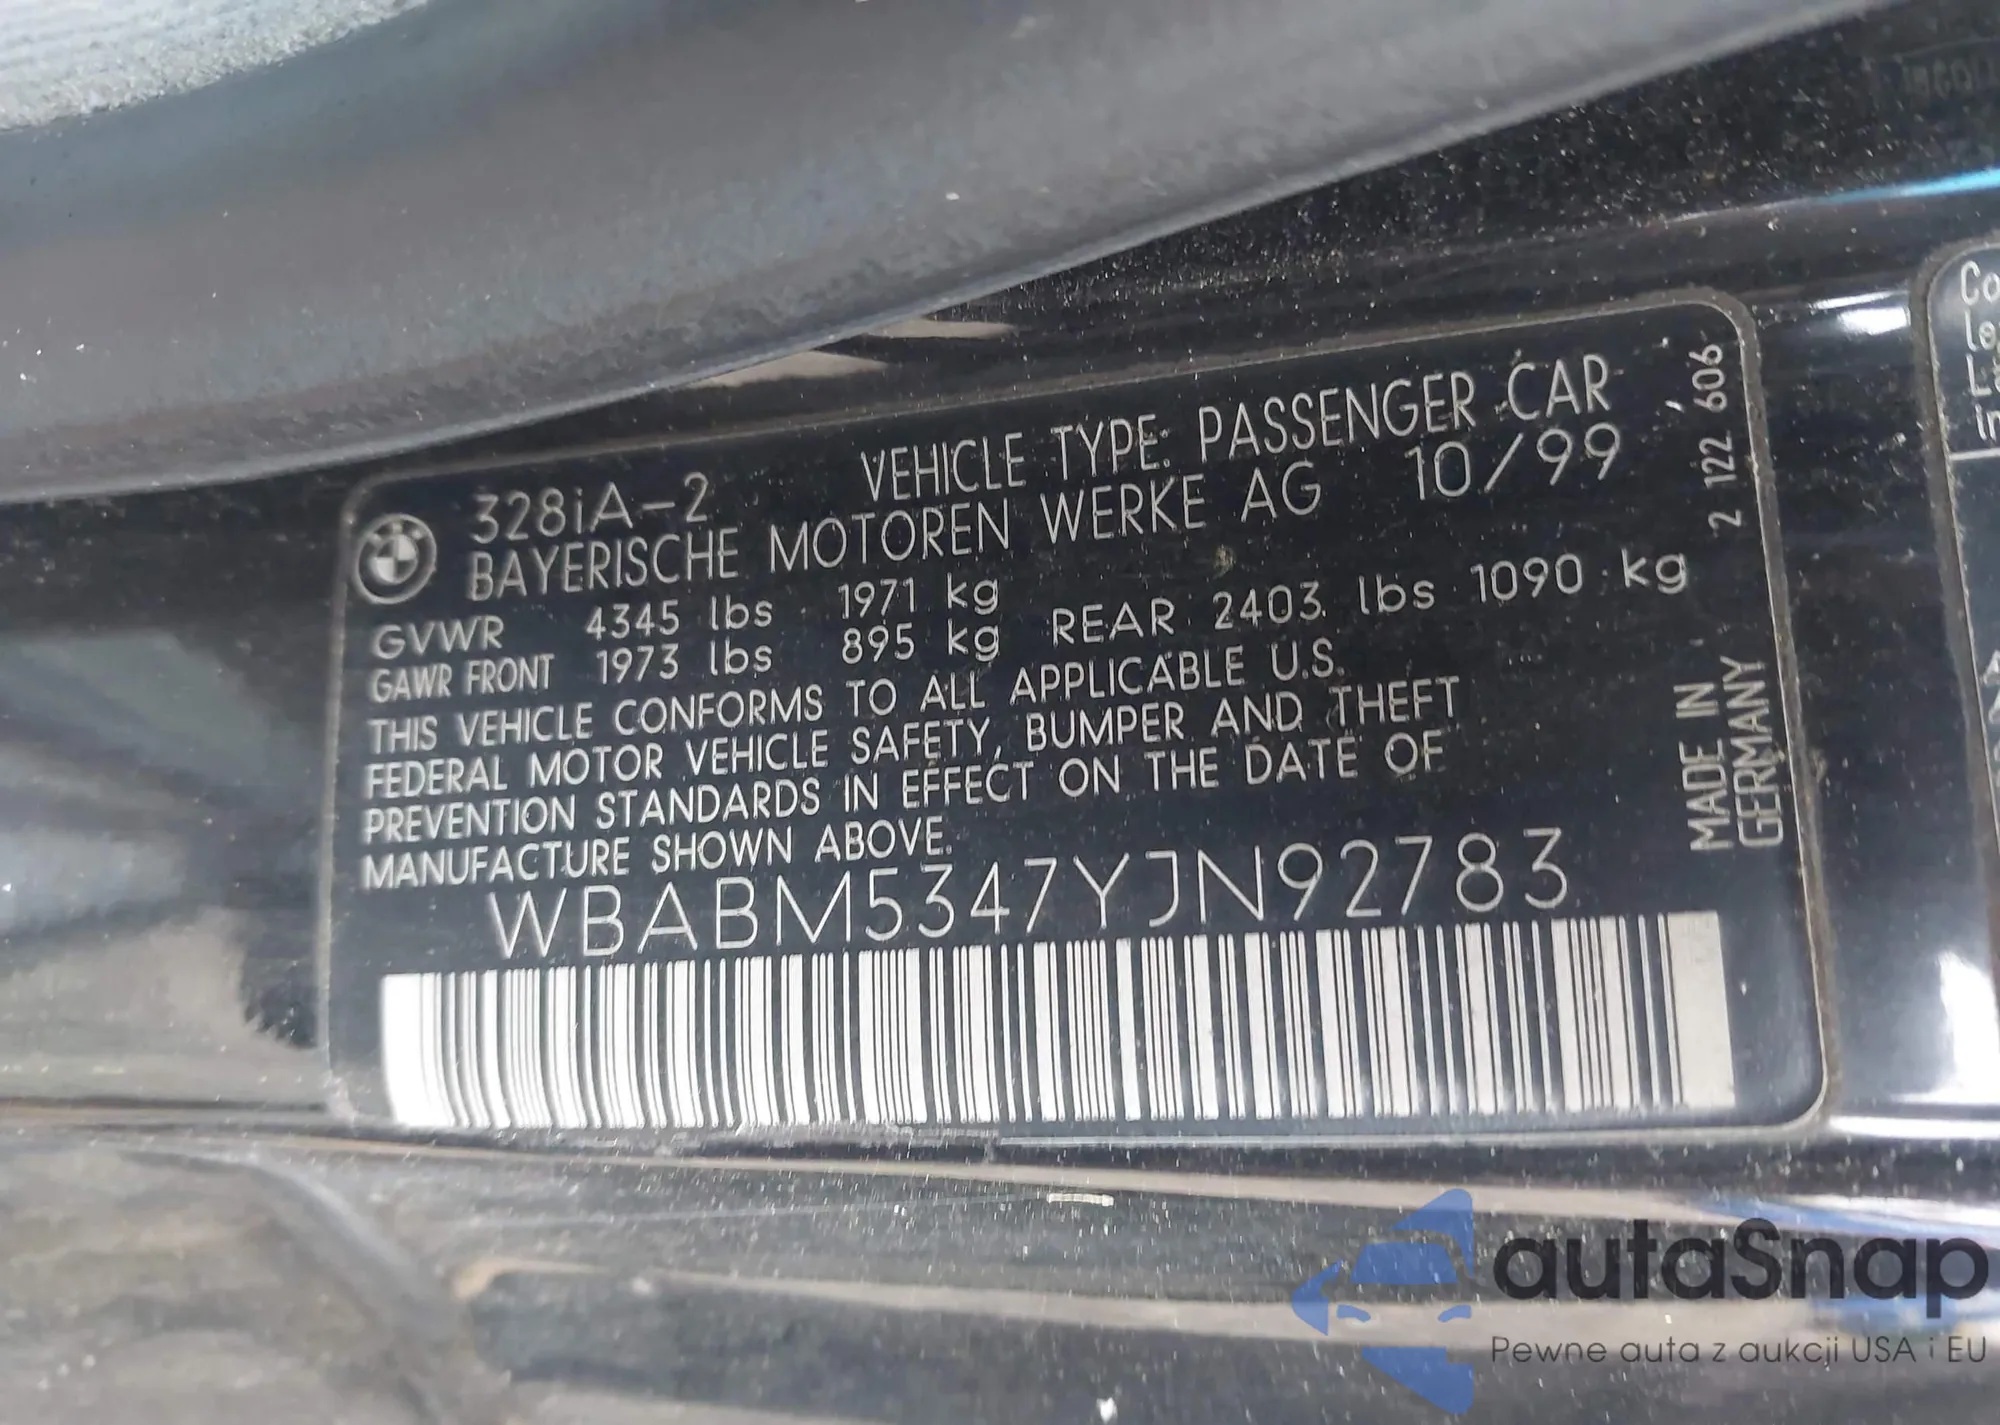 328iA-2 VEHICLE TYPE: PASSENGER CAR
BAYERISCHE MOTOREN WERKE AG 10/99
GVWR 4345 lbs 1971 kg
GAWR FRONT 1973 lbs 895 kg REAR 2403 lbs 1090 kg
THIS VEHICLE CONFORMS TO ALL APPLICABLE U.S.
FEDERAL MOTOR VEHICLE SAFETY, BUMPER AND THEFT
PREVENTION STANDARDS IN EFFECT ON THE DATE OF
MANUFACTURE SHOWN ABOVE.
WBABM5347YJN92783
2 122 606
MADE IN
GERMANY
autaSnap
Pewne auta z aukcji USA i EU